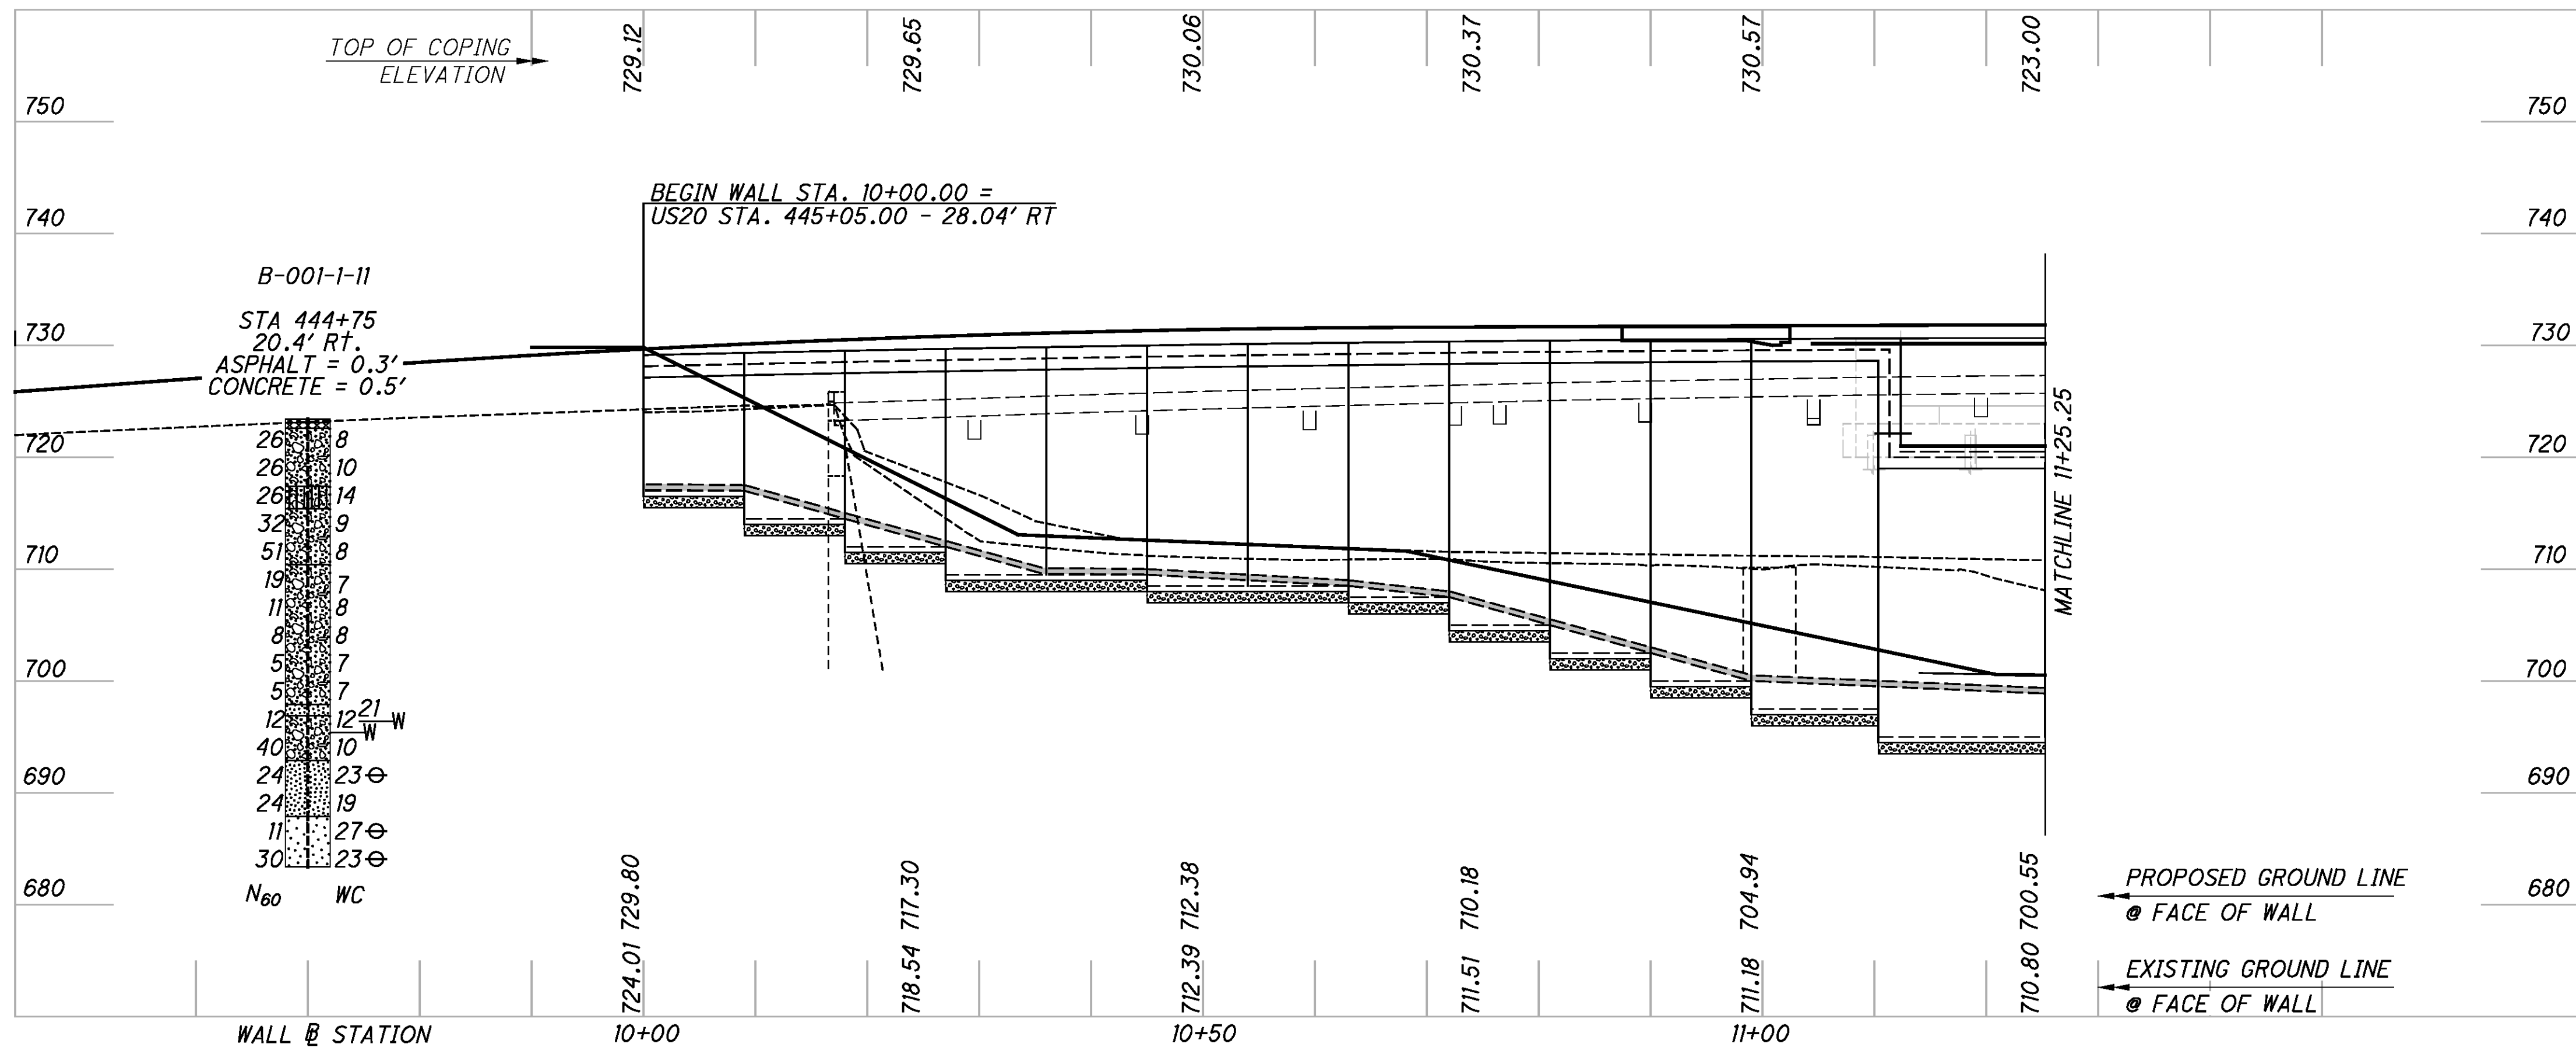 TOP OF COPING
ELEVATION
729.12
729.65
730.06
730.37
730.57
723.00
750
750
BEGIN WALL STA. 10+00.00 =
US20 STA. 445+05.00 - 28.04' RT
740
740
B-001-1-11
STA 444+75
20.4' Rt.
ASPHALT = 0.3'
CONCRETE = 0.5'
730
730
720
720
26 8
26 10
26 14
32 9
51 8
19 7
11 8
8 8
5 7
5 7
12 12 21 W
W
40 10
24 23
24 19
11 27
30 23
N60 WC
710
710
700
700
690
690
680
680
MATCHLINE 11+25.25
729.80
717.30
712.38
710.18
704.94
700.55
PROPOSED GROUND LINE
@ FACE OF WALL
724.01
718.54
712.39
711.51
711.18
710.80
EXISTING GROUND LINE
@ FACE OF WALL
WALL ⅊ STATION
10+00
10+50
11+00